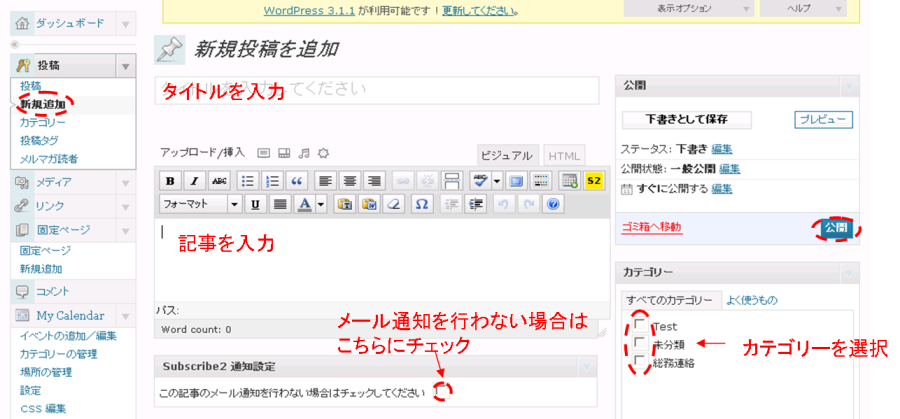 WordPress 3.1.1 が利用可能です！更新してください。
表示オプション
ヘルプ
ダッシュボード
投稿
投稿
新規追加
カテゴリー
投稿タグ
メルマガ読者
メディア
リンク
固定ページ
固定ページ
新規追加
コメント
My Calendar
イベントの追加／編集
カテゴリーの管理
場所の管理
設定
CSS 編集
新規投稿を追加
タイトルを入力してください
タイトルを入力
アップロード/挿入
ビジュアル
HTML
B I ABC
ABC
S2
フォーマット
U A
Ω
記事を入力
パス:
Word count: 0
メール通知を行わない場合は
こちらにチェック
Subscribe2 通知設定
この記事のメール通知を行わない場合はチェックしてください
公開
下書きとして保存
プレビュー
ステータス: 下書き 編集
公開状態: 一般公開 編集
すぐに公開する 編集
ゴミ箱へ移動
公開
カテゴリー
すべてのカテゴリー
よく使うもの
Test
未分類
総務連絡
カテゴリーを選択